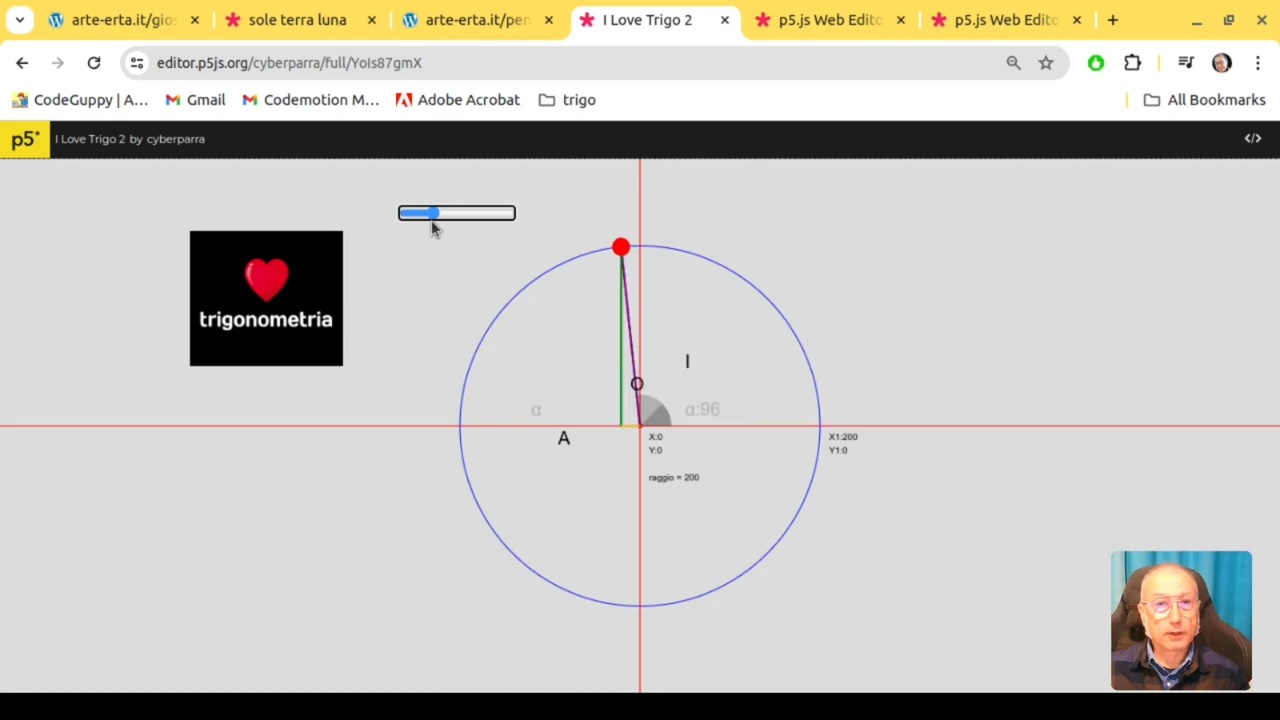 arte-erta.it/gios
sole terra luna
arte-erta.it/pen
I Love Trigo 2
p5.js Web Edito
p5.js Web Edito
editor.p5js.org/cyberparra/full/YoIs87gmX
CodeGuppy | A...
Gmail
Codemotion M...
Adobe Acrobat
trigo
All Bookmarks
p5*
I Love Trigo 2 by cyberparra
</>
trigonometria
I
O
α
α:96
A
X:0
Y:0
X1:200
Y1:0
raggio = 200